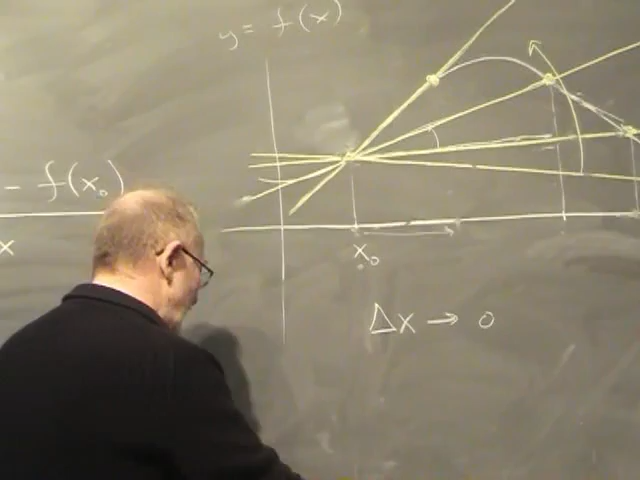 y = f(x)
- f(x₀)
x
x₀
Δx → 0